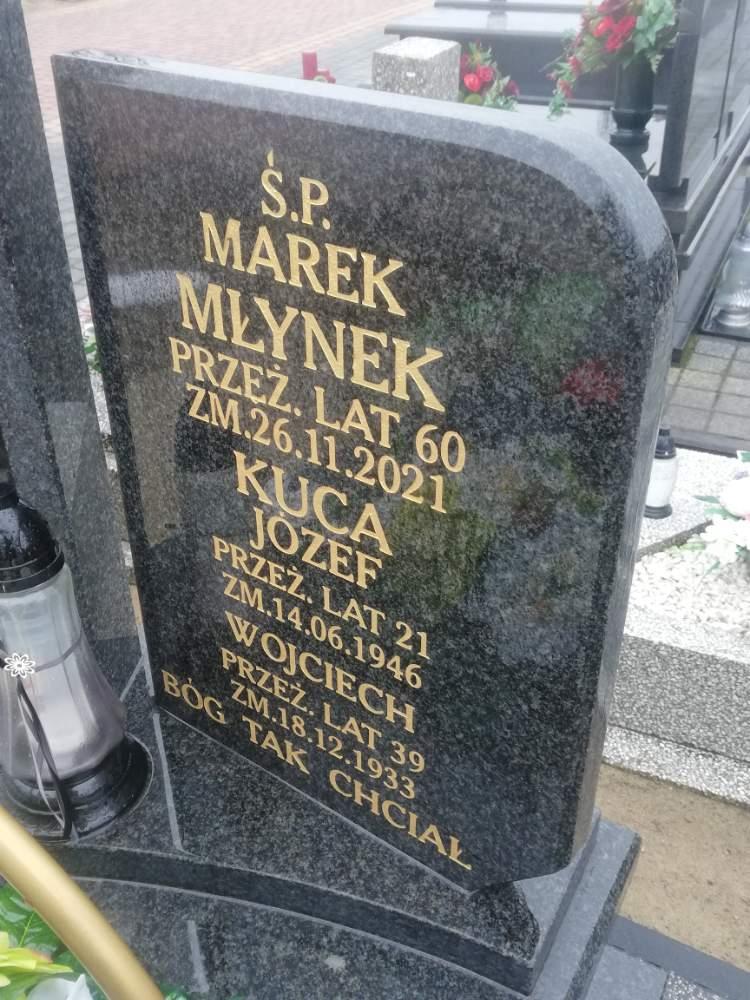 Ś.P.
MAREK
MŁYNEK
PRZEŻ. LAT 60
ZM.26.11.2021
KUCA
JÓZEF
PRZEŻ. LAT 21
ZM.14.06.1946
WOJCIECH
PRZEŻ. LAT 39
ZM.18.12.1933
BÓG TAK CHCIAŁ